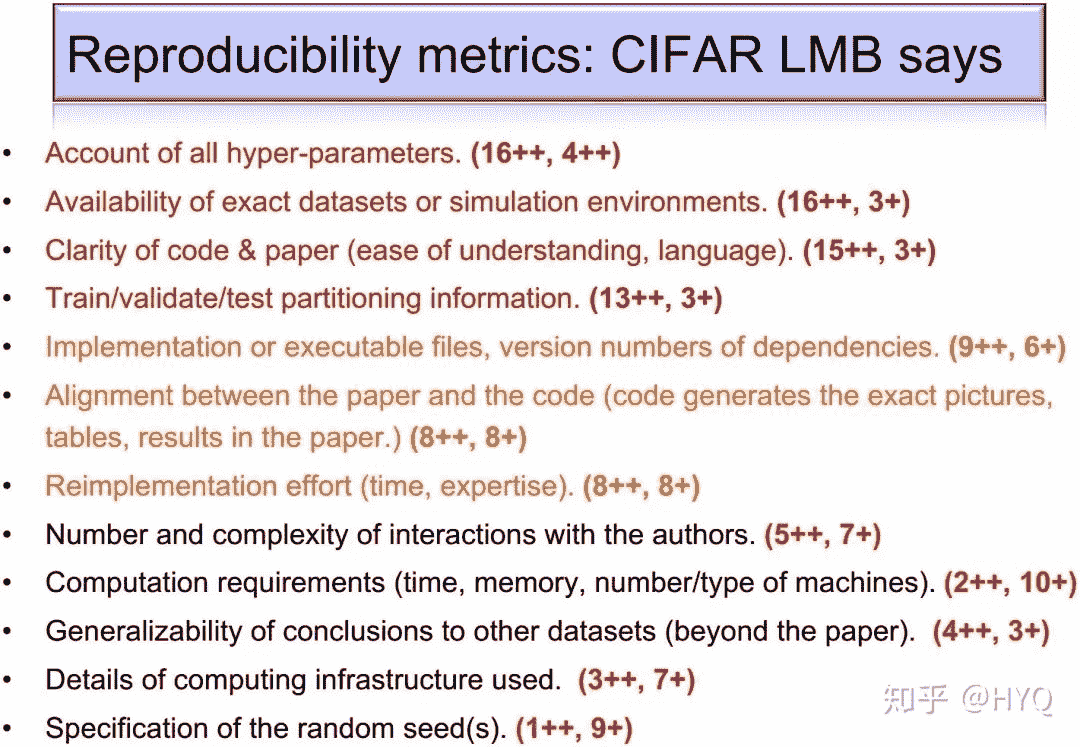 Reproducibility metrics: CIFAR LMB says
• Account of all hyper-parameters. (16++, 4++)
• Availability of exact datasets or simulation environments. (16++, 3+)
• Clarity of code & paper (ease of understanding, language). (15++, 3+)
• Train/validate/test partitioning information. (13++, 3+)
• Implementation or executable files, version numbers of dependencies. (9++, 6+)
• Alignment between the paper and the code (code generates the exact pictures,
tables, results in the paper.) (8++, 8+)
• Reimplementation effort (time, expertise). (8++, 8+)
• Number and complexity of interactions with the authors. (5++, 7+)
• Computation requirements (time, memory, number/type of machines). (2++, 10+)
• Generalizability of conclusions to other datasets (beyond the paper). (4++, 3+)
• Details of computing infrastructure used. (3++, 7+)
• Specification of the random seed(s). (1++, 9+)
知乎 @HYQ